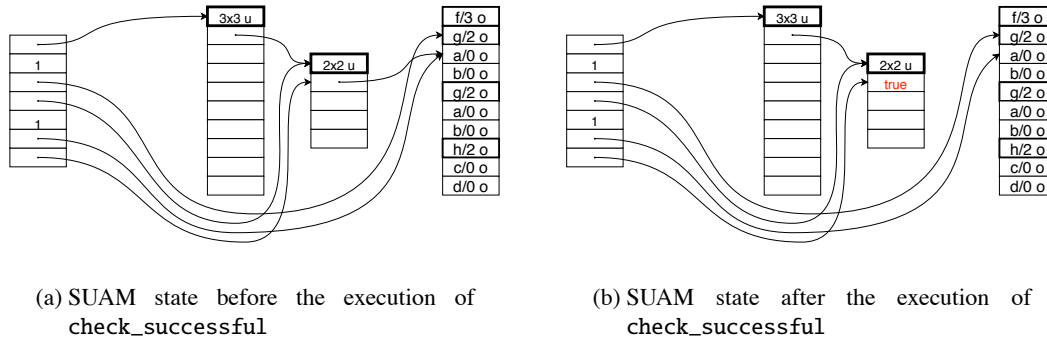 3x3 u
1
1
2x2 u
f/3 o
g/2 o
a/0 o
b/0 o
g/2 o
a/0 o
b/0 o
h/2 o
c/0 o
d/0 o
(a) SUAM state before the execution of
check_successful
3x3 u
1
1
2x2 u
true
f/3 o
g/2 o
a/0 o
b/0 o
g/2 o
a/0 o
b/0 o
h/2 o
c/0 o
d/0 o
(b) SUAM state after the execution of
check_successful